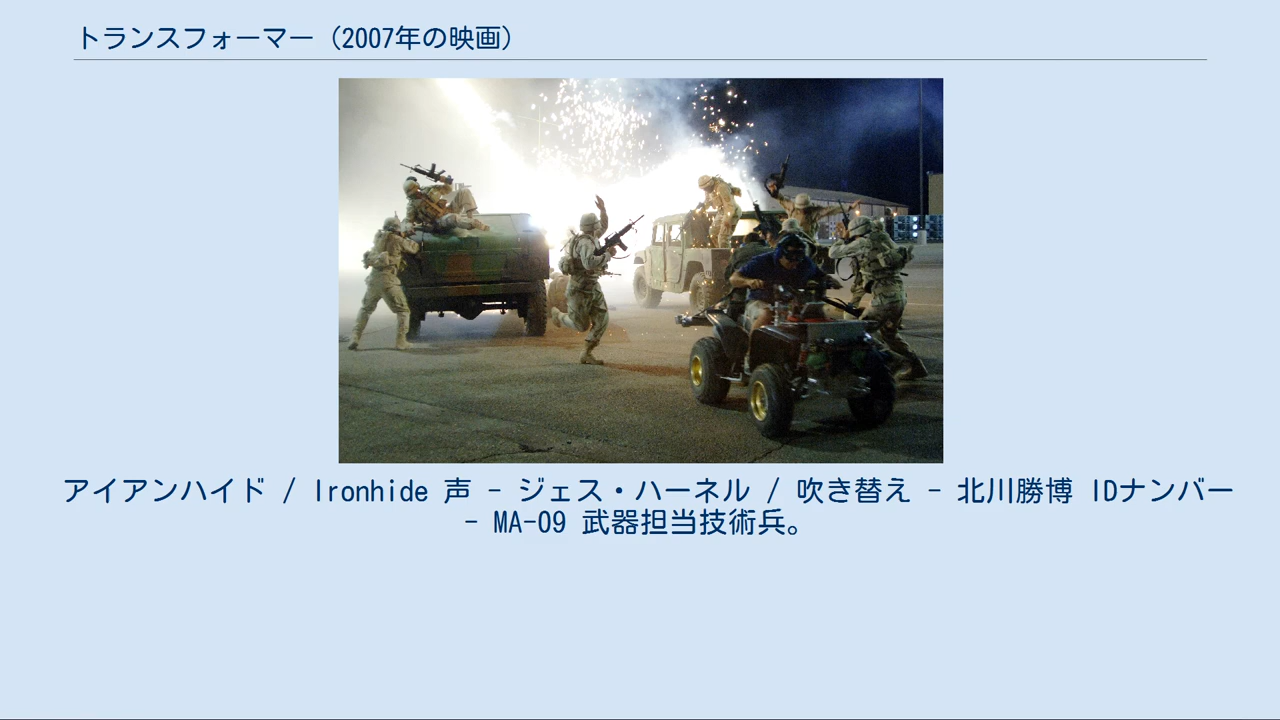 トランスフォーマー（2007年の映画）
アイアンハイド / Ironhide 声 - ジェス・ハーネル / 吹き替え - 北川勝博 IDナンバー
- MA-09 武器担当技術兵。